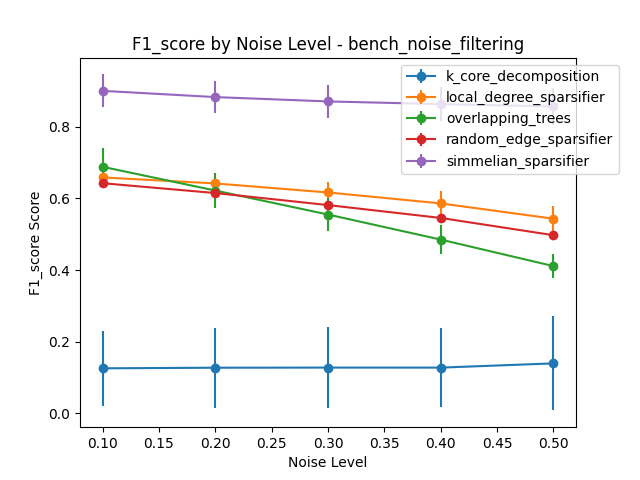 F1_score by Noise Level - bench_noise_filtering
k_core_decomposition
local_degree_sparsifier
overlapping_trees
random_edge_sparsifier
simmelian_sparsifier
F1_score Score
0.8
0.6
0.4
0.2
0.0
0.10 0.15 0.20 0.25 0.30 0.35 0.40 0.45 0.50
Noise Level